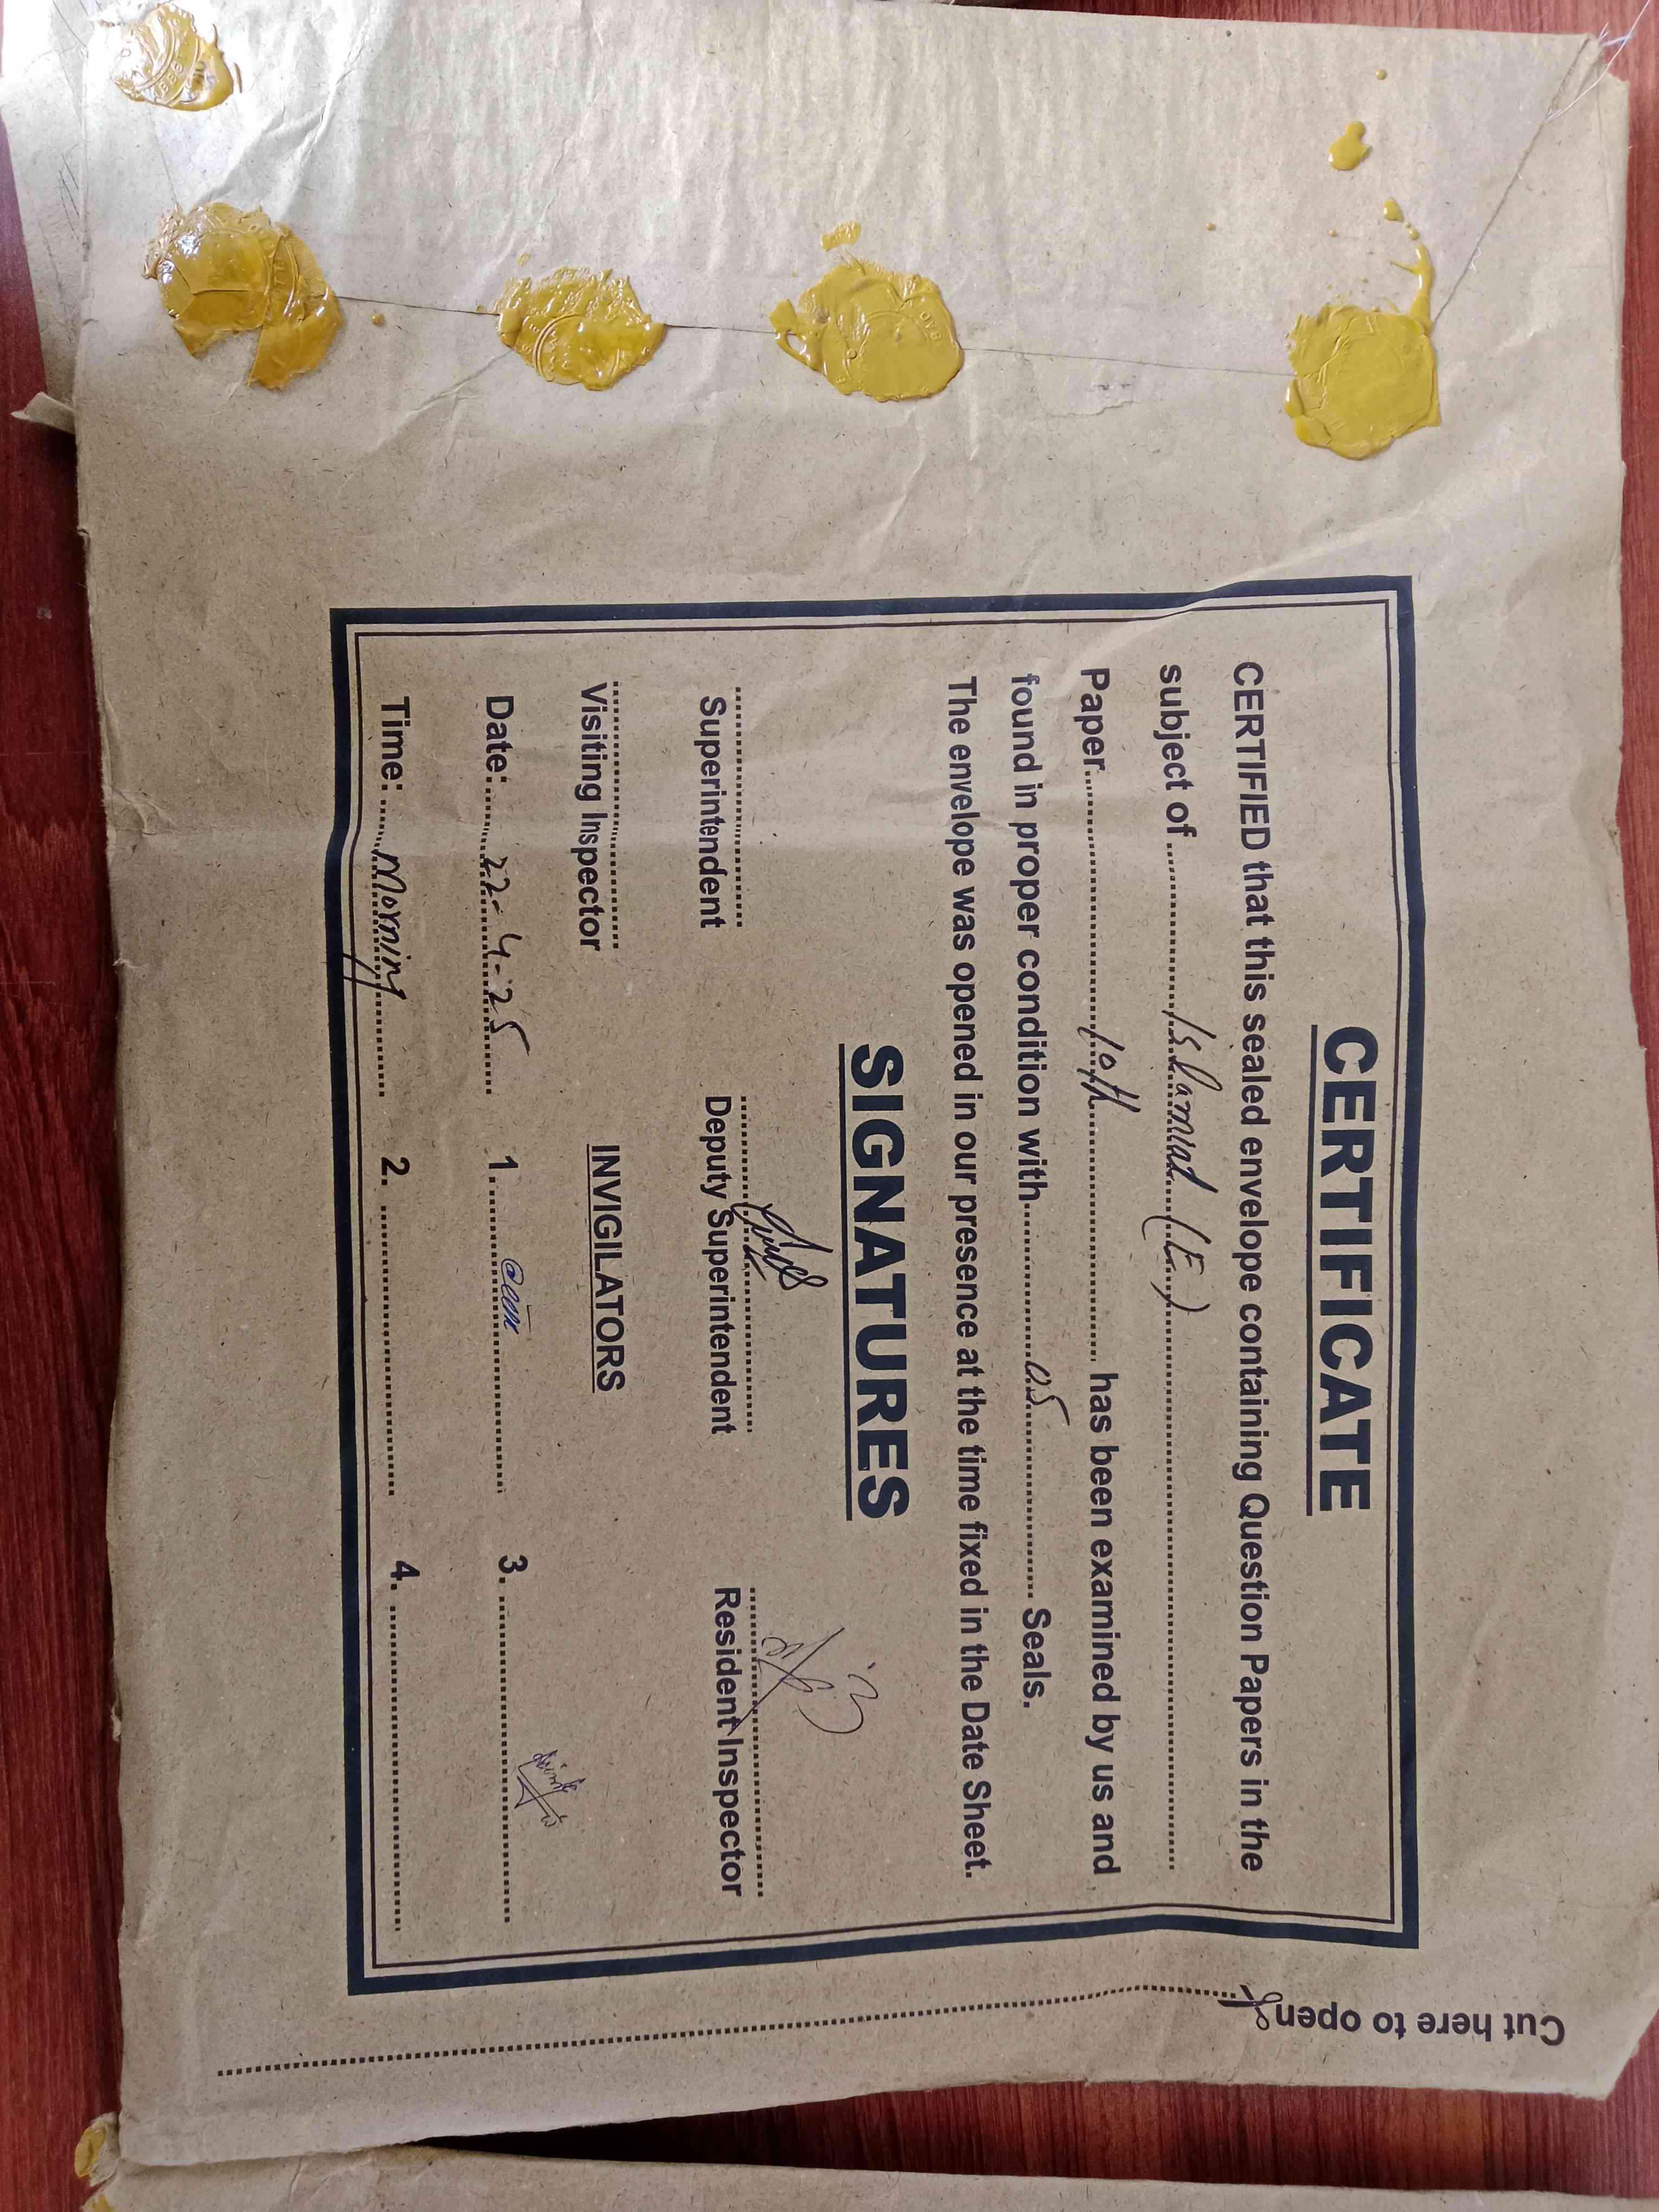 CERTIFICATE
CERTIFIED that this sealed envelope containing Question Papers in the
subject of Islamiat (E)
Paper 10th has been examined by us and
found in proper condition with 05 Seals.
The envelope was opened in our presence at the time fixed in the Date Sheet.
SIGNATURES
Superintendent Deputy Superintendent Resident Inspector
Visiting Inspector INVIGILATORS
Date: 22-4-25 1. 3.
Time: Morning 2. 4.
Cut here to open